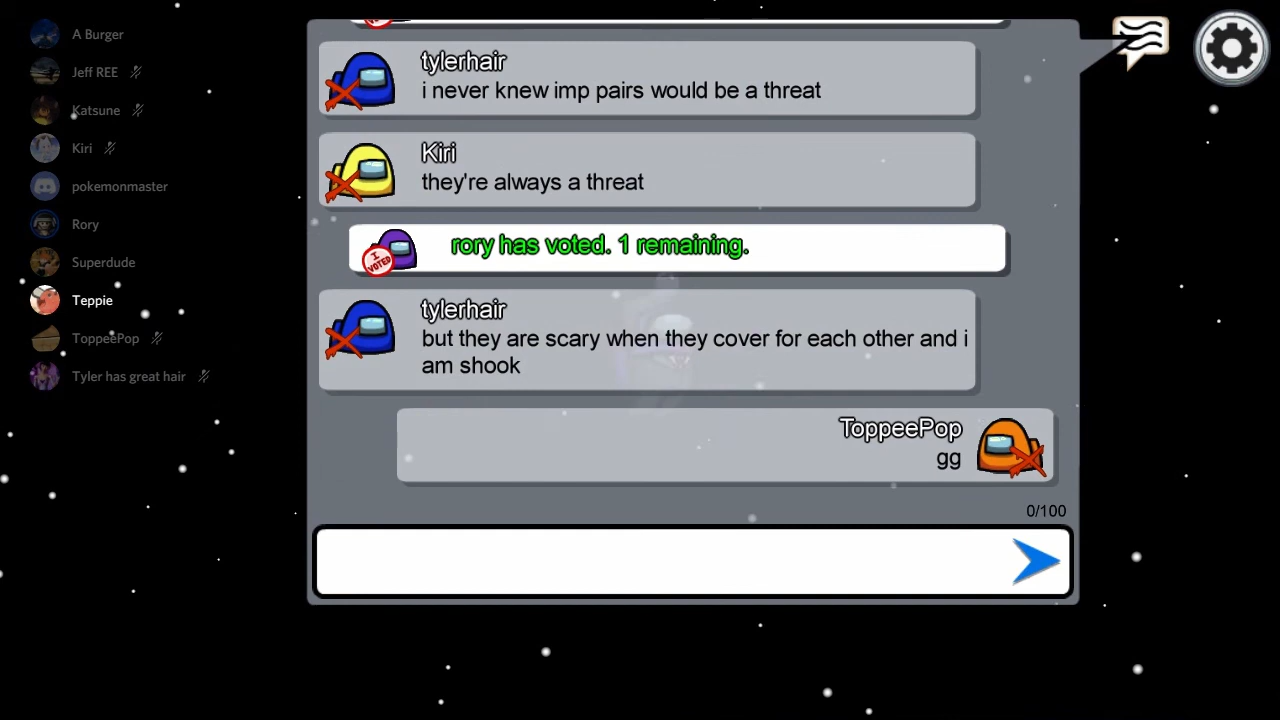 A Burger
Jeff REE
Katsune
Kiri
pokemonmaster
Rory
Superdude
Teppie
ToppeePop
Tyler has great hair
tylerhair
i never knew imp pairs would be a threat
Kiri
they're always a threat
I VOTED
rory has voted. 1 remaining.
tylerhair
but they are scary when they cover for each other and i
am shook
ToppeePop
gg
0/100